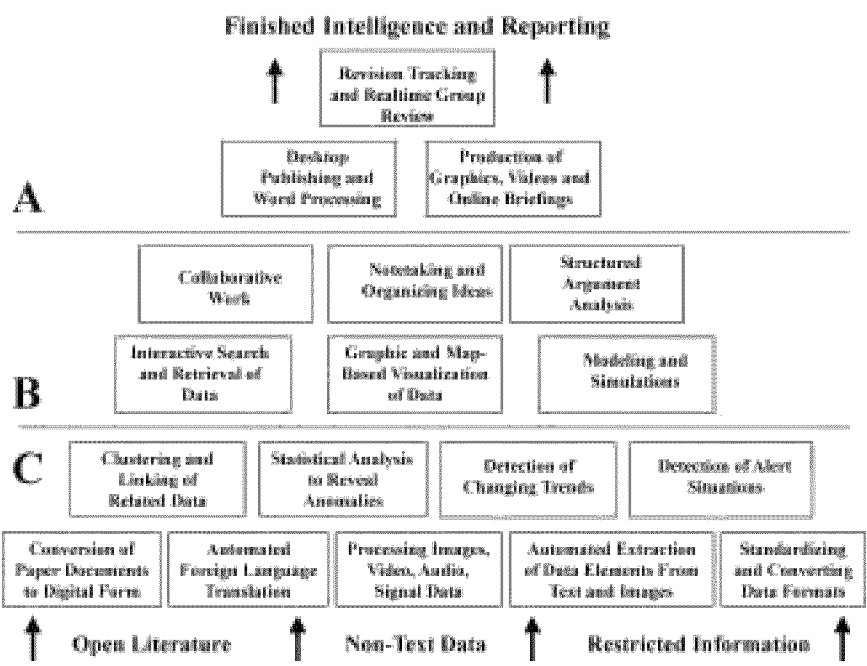 Finished Intelligence and Reporting
Revision Tracking
and Realtime Group
Review
Desktop
Publishing and
Word Processing
Production of
Graphics, Videos and
Online Briefings
A
Collaborative
Work
Notetaking and
Organizing Ideas
Structured
Argument
Analysis
Interactive Search
and Retrieval of
Data
Graphic and Map-
Based Visualization
of Data
Modeling and
Simulations
B
C
Clustering and
Linking of
Related Data
Statistical Analysis
to Reveal
Anomalies
Detection of
Changing Trends
Detection of Alert
Situations
Conversion of
Paper Documents
to Digital Form
Automated
Foreign Language
Translation
Processing Images,
Video, Audio,
Signal Data
Automated Extraction
of Data Elements From
Text and Images
Standardizing
and Converting
Data Formats
Open Literature
Non-Text Data
Restricted Information